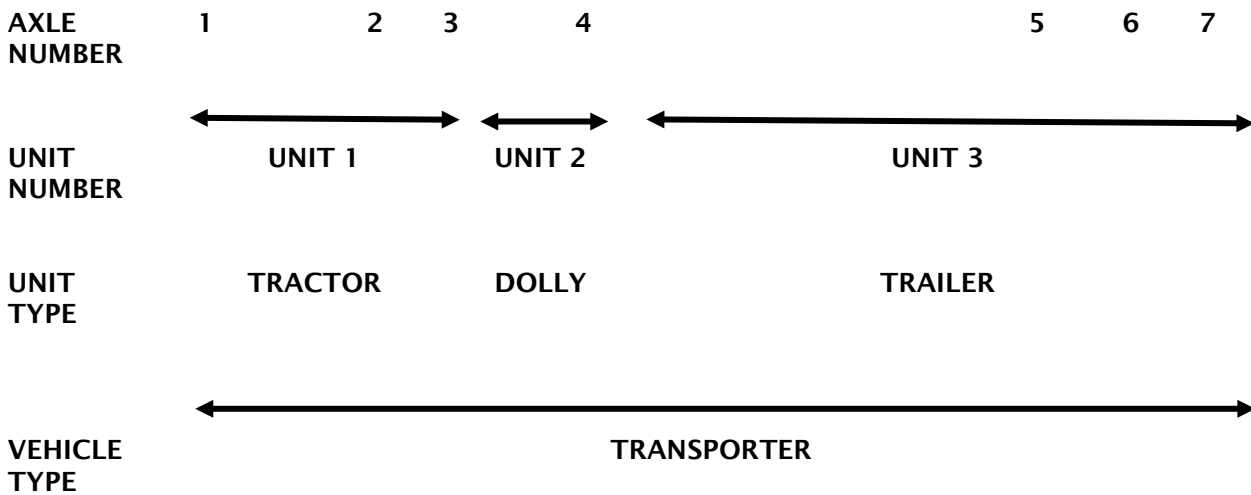 AXLE NUMBER 1 2 3 4 5 6 7
UNIT NUMBER UNIT 1 UNIT 2 UNIT 3
UNIT TYPE TRACTOR DOLLY TRAILER
VEHICLE TYPE TRANSPORTER